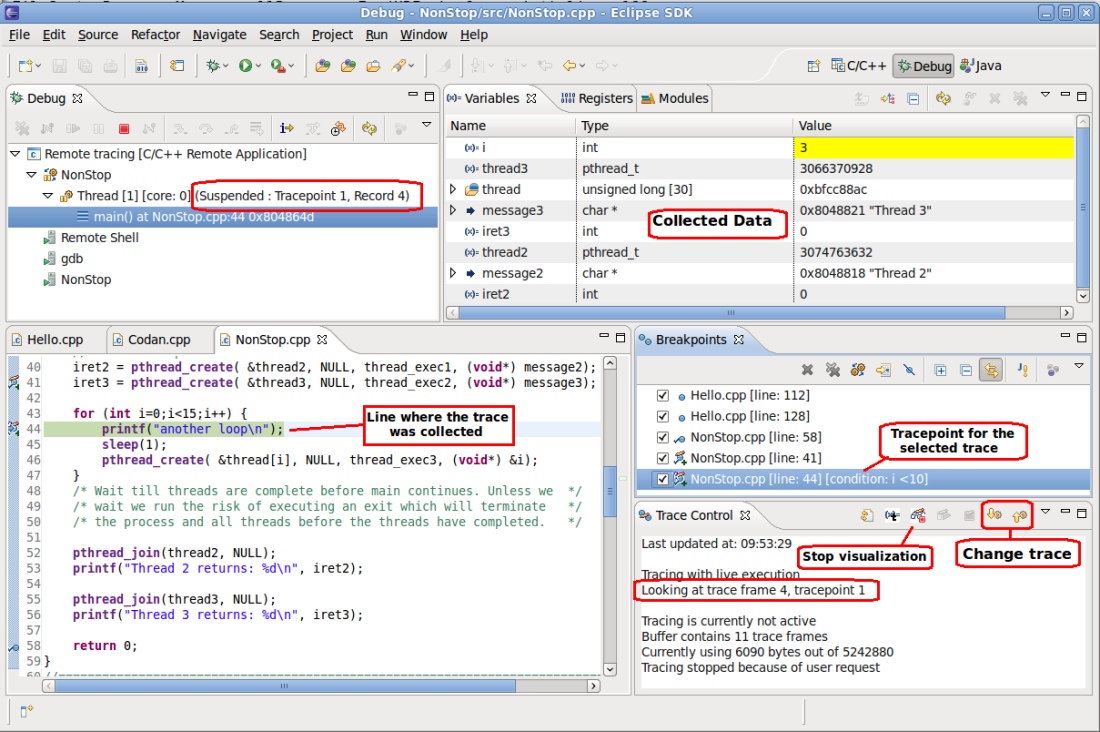 Debug - NonStop/src/NonStop.cpp - Eclipse SDK
File Edit Source Refactor Navigate Search Project Run Window Help
C/C++ Debug Java
Debug
Remote tracing [C/C++ Remote Application]
NonStop
Thread [1] [core: 0] (Suspended : Tracepoint 1, Record 4)
main() at NonStop.cpp:44 0x804864d
Remote Shell
gdb
NonStop
(x)= Variables Registers Modules
Name Type Value
(x)= i int 3
(x)= thread3 pthread_t 3066370928
thread unsigned long [30] 0xbfcc88ac
message3 char * 0x8048821 "Thread 3"
(x)= iret3 int 0
(x)= thread2 pthread_t 3074763632
message2 char * 0x8048818 "Thread 2"
(x)= iret2 int 0
Collected Data
Hello.cpp Codan.cpp NonStop.cpp
40 iret2 = pthread_create( &thread2, NULL, thread_exec1, (void*) message2);
41 iret3 = pthread_create( &thread3, NULL, thread_exec2, (void*) message3);
42
43 for (int i=0;i<15;i++) {
44 printf("another loop\n");
45 sleep(1);
46 pthread_create( &thread[i], NULL, thread_exec3, (void*) &i);
47 }
48 /* Wait till threads are complete before main continues. Unless we */
49 /* wait we run the risk of executing an exit which will terminate */
50 /* the process and all threads before the threads have completed. */
51
52 pthread_join(thread2, NULL);
53 printf("Thread 2 returns: %d\n", iret2);
54
55 pthread_join(thread3, NULL);
56 printf("Thread 3 returns: %d\n", iret3);
57
58 return 0;
59 }
Line where the trace
was collected
Breakpoints
Hello.cpp [line: 112]
Hello.cpp [line: 128]
NonStop.cpp [line: 58]
NonStop.cpp [line: 41]
NonStop.cpp [line: 44] [condition: i <10]
Tracepoint for the
selected trace
Trace Control
Last updated at: 09:53:29
Stop visualization
Change trace
Tracing with live execution
Looking at trace frame 4, tracepoint 1
Tracing is currently not active
Buffer contains 11 trace frames
Currently using 6090 bytes out of 5242880
Tracing stopped because of user request